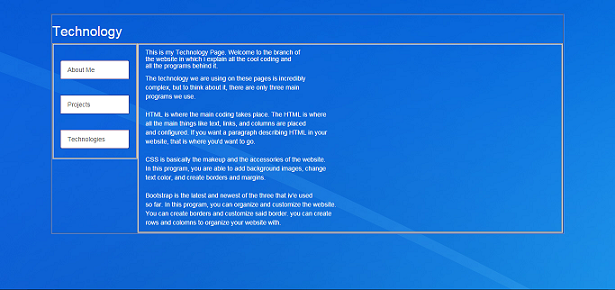 Technology
About Me
Projects
Technologies
This is my Technology Page. Welcome to the branch of
the website in which i explain all the cool coding and
all the programs behind it.
The technology we are using on these pages is incredibly
complex, but to think about it, there are only three main
programs we use.
HTML is where the main coding takes place. The HTML is where
all the main things like text, links, and columns are placed
and configured. If you want a paragraph describing HTML in your
website, that is where you'd want to go.
CSS is basically the makeup and the accessories of the website.
In this program, you are able to add background images, change
text color, and create borders and margins.
Bootstrap is the latest and newest of the three that iv'e used
so far. In this program, you can organize and customize the website.
You can create borders and customize said border, you can create
rows and colomns to organize your website with.